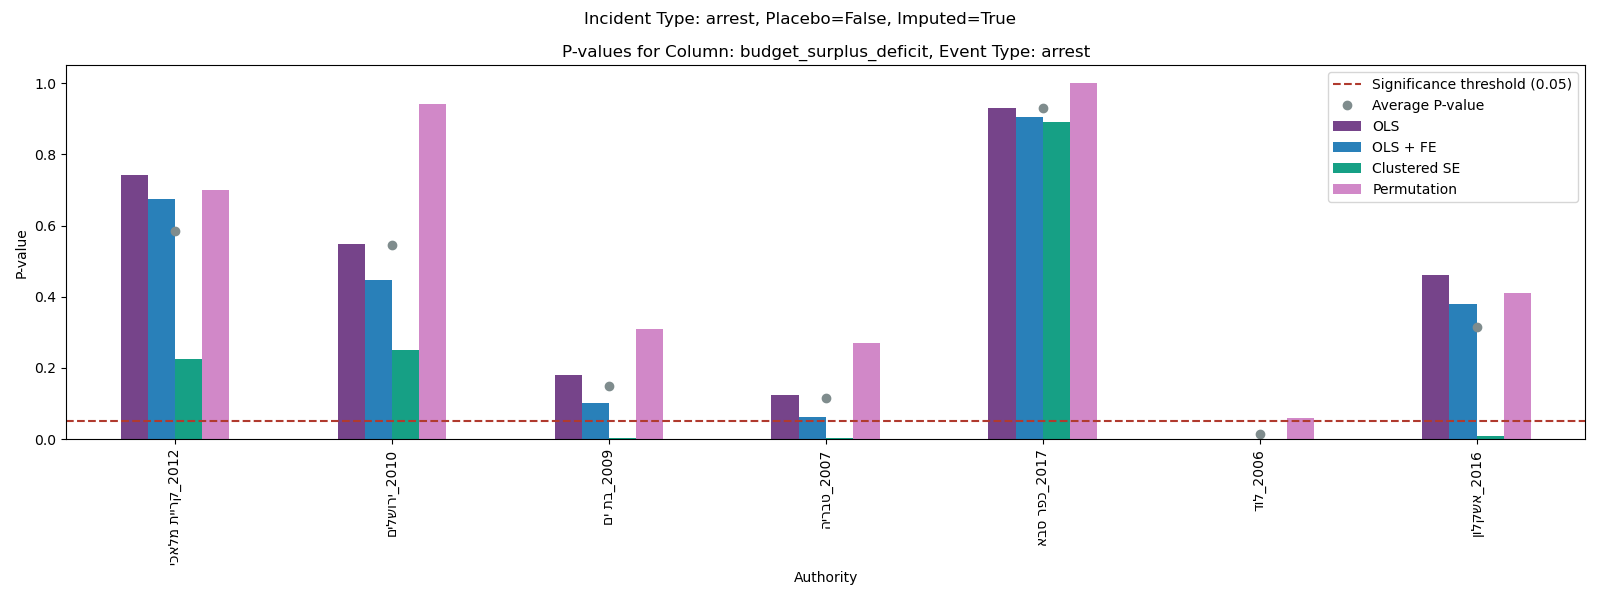 Incident Type: arrest, Placebo=False, Imputed=True
P-values for Column: budget_surplus_deficit, Event Type: arrest
Significance threshold (0.05)
Average P-value
OLS
OLS + FE
Clustered SE
Permutation
P-value
1.0
0.8
0.6
0.4
0.2
0.0
קריית מלאכי_2012
ירושלים_2010
בת ים_2009
טבריה_2007
כפר סבא_2017
לוד_2006
אשקלון_2016
Authority